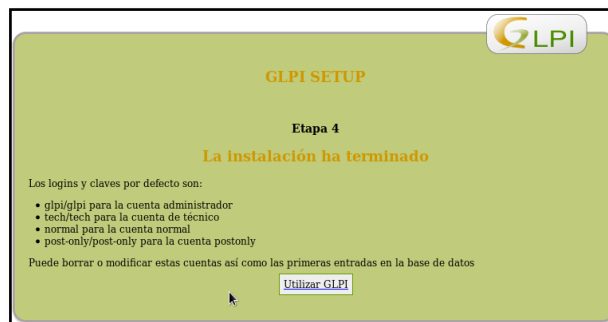 GLPI
GLPI SETUP
Etapa 4
La instalación ha terminado
Los logins y claves por defecto son:
• glpi/glpi para la cuenta administrador
• tech/tech para la cuenta de técnico
• normal para la cuenta normal
• post-only/post-only para la cuenta postonly
Puede borrar o modificar estas cuentas así como las primeras entradas en la base de datos
Utilizar GLPI